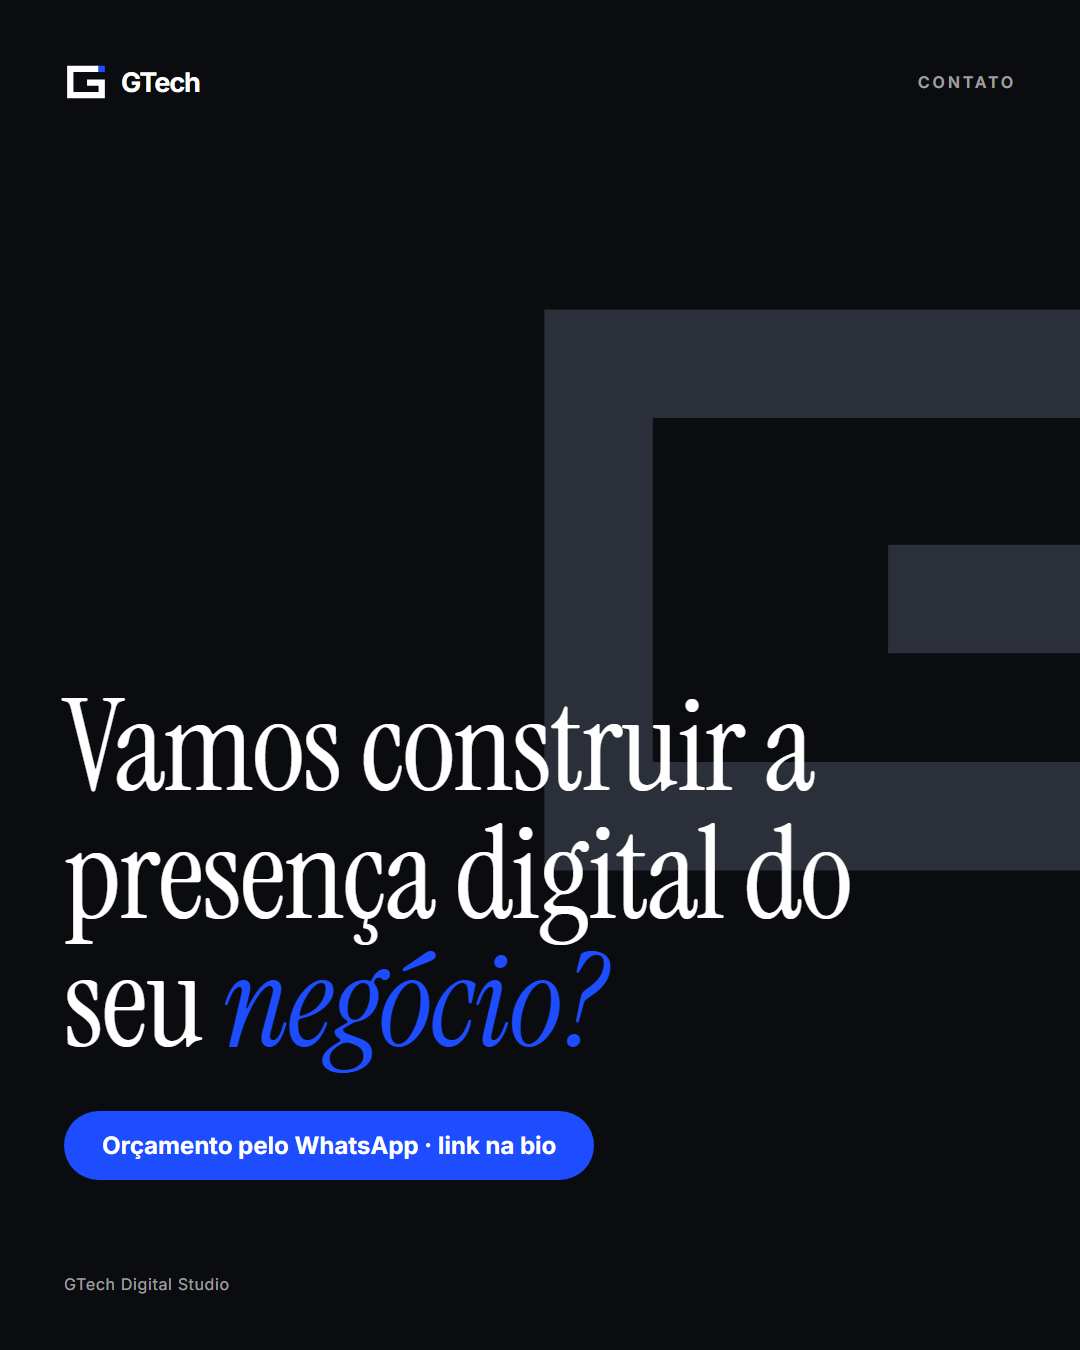 GTech
CONTATO
Vamos construir a
presença digital do
seu negócio?
Orçamento pelo WhatsApp · link na bio
GTech Digital Studio